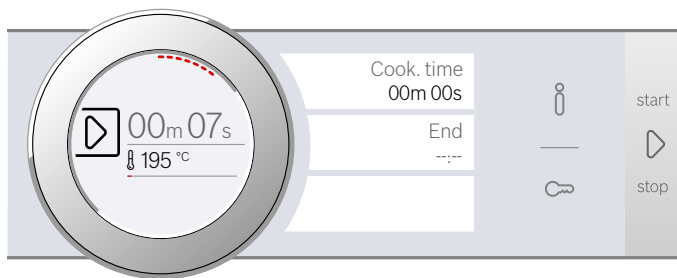 00m 07s
195 °C
Cook. time
00m 00s
End
--:--
start
stop